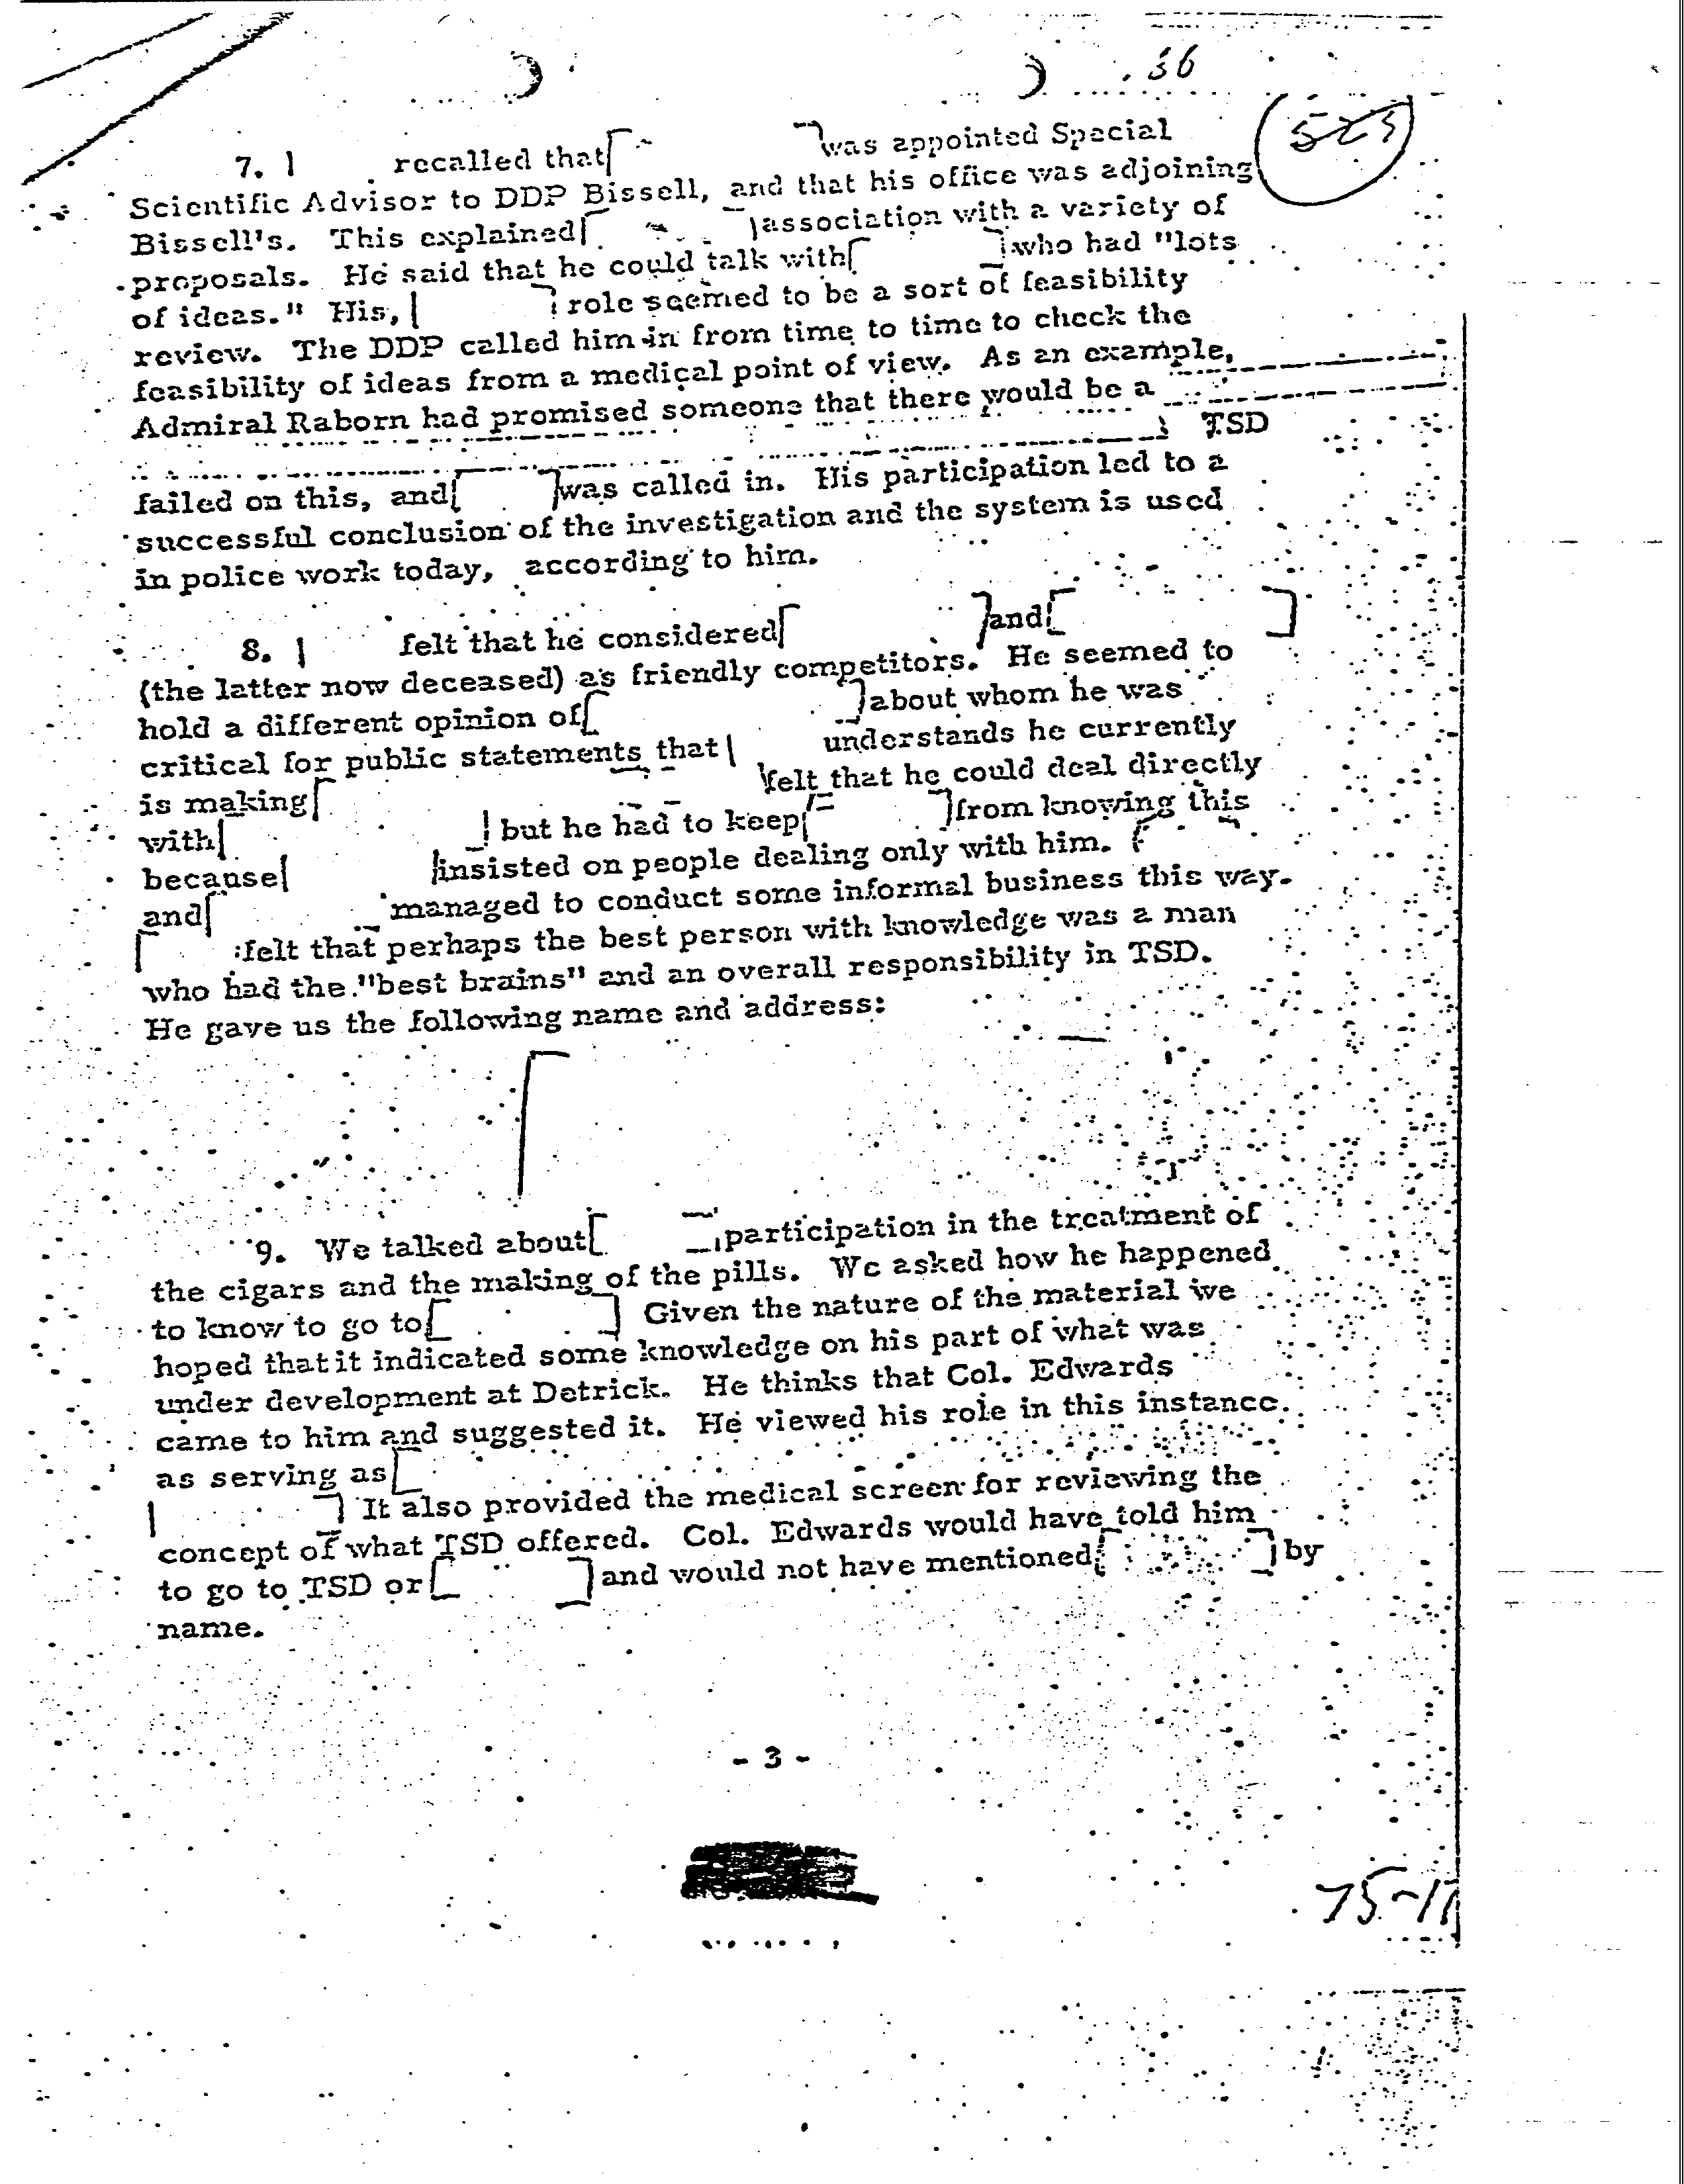 36
523
7. recalled that [ ] was appointed Special
Scientific Advisor to DDP Bissell, and that his office was adjoining
Bissell's. This explained [ ] association with a variety of
proposals. He said that he could talk with [ ] who had "lots
of ideas." His, [ ] role seemed to be a sort of feasibility
review. The DDP called him in from time to time to check the
feasibility of ideas from a medical point of view. As an example,
Admiral Raborn had promised someone that there would be a
TSD
failed on this, and [ ] was called in. His participation led to a
successful conclusion of the investigation and the system is used
in police work today, according to him.
8. felt that he considered [ ] and [ ]
(the latter now deceased) as friendly competitors. He seemed to
hold a different opinion of [ ] about whom he was
critical for public statements that understands he currently
is making [ felt that he could deal directly
with [ ] but he had to keep [ ] from knowing this
because [ ] insisted on people dealing only with him. [
and [ managed to conduct some informal business this way.
[ felt that perhaps the best person with knowledge was a man
who had the "best brains" and an overall responsibility in TSD.
He gave us the following name and address:
[
9. We talked about [ ] participation in the treatment of
the cigars and the making of the pills. We asked how he happened
to know to go to [ ] Given the nature of the material we
hoped that it indicated some knowledge on his part of what was
under development at Detrick. He thinks that Col. Edwards
came to him and suggested it. He viewed his role in this instance
as serving as [
] It also provided the medical screen for reviewing the
concept of what TSD offered. Col. Edwards would have told him
to go to TSD or [ ] and would not have mentioned [ ] by
name.
- 3 -
75-11